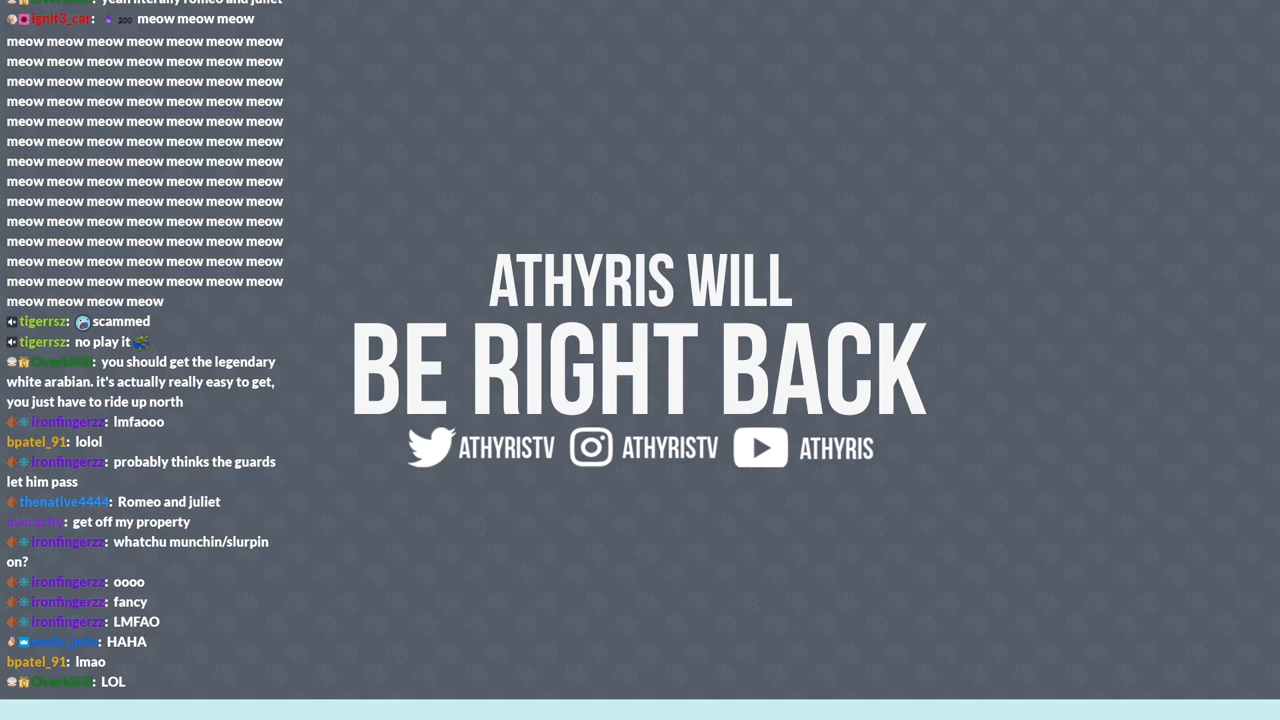 ignit3_car: 200 meow meow meow
meow meow meow meow meow meow meow
meow meow meow meow meow meow meow
meow meow meow meow meow meow meow
meow meow meow meow meow meow meow
meow meow meow meow meow meow meow
meow meow meow meow meow meow meow
meow meow meow meow meow meow meow
meow meow meow meow meow meow meow
meow meow meow meow meow meow meow
meow meow meow meow meow meow meow
meow meow meow meow meow meow meow
meow meow meow meow meow meow meow
meow meow meow meow meow meow meow
meow meow meow meow
tigerrsz: scammed
tigerrsz: no play it
you should get the legendary
white arabian. it's actually really easy to get,
you just have to ride up north
ironfingerzz: lmfaooo
bpatel_91: lolol
ironfingerzz: probably thinks the guards
let him pass
thenative4444: Romeo and juliet
get off my property
ironfingerzz: whatchu munchin/slurpin
on?
ironfingerzz: oooo
ironfingerzz: fancy
ironfingerzz: LMFAO
HAHA
bpatel_91: lmao
LOL
ATHYRIS WILL
BE RIGHT BACK
ATHYRISTV ATHYRISTV ATHYRIS